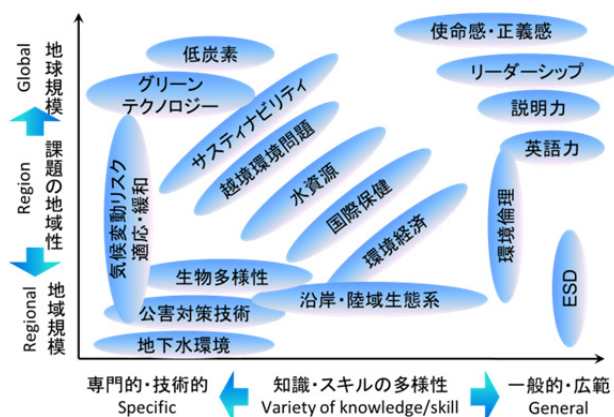 Global
地球規模
Region
課題の地域性
Regional
地域規模
低炭素
グリーン
テクノロジー
サスティナビリティ
越境環境問題
水資源
国際保健
環境経済
気候変動リスク
適応・緩和
生物多様性
公害対策技術
地下水環境
沿岸・陸域生態系
使命感・正義感
リーダーシップ
説明力
英語力
環境倫理
ESD
専門的・技術的
Specific
知識・スキルの多様性
Variety of knowledge/skill
一般的・広範
General